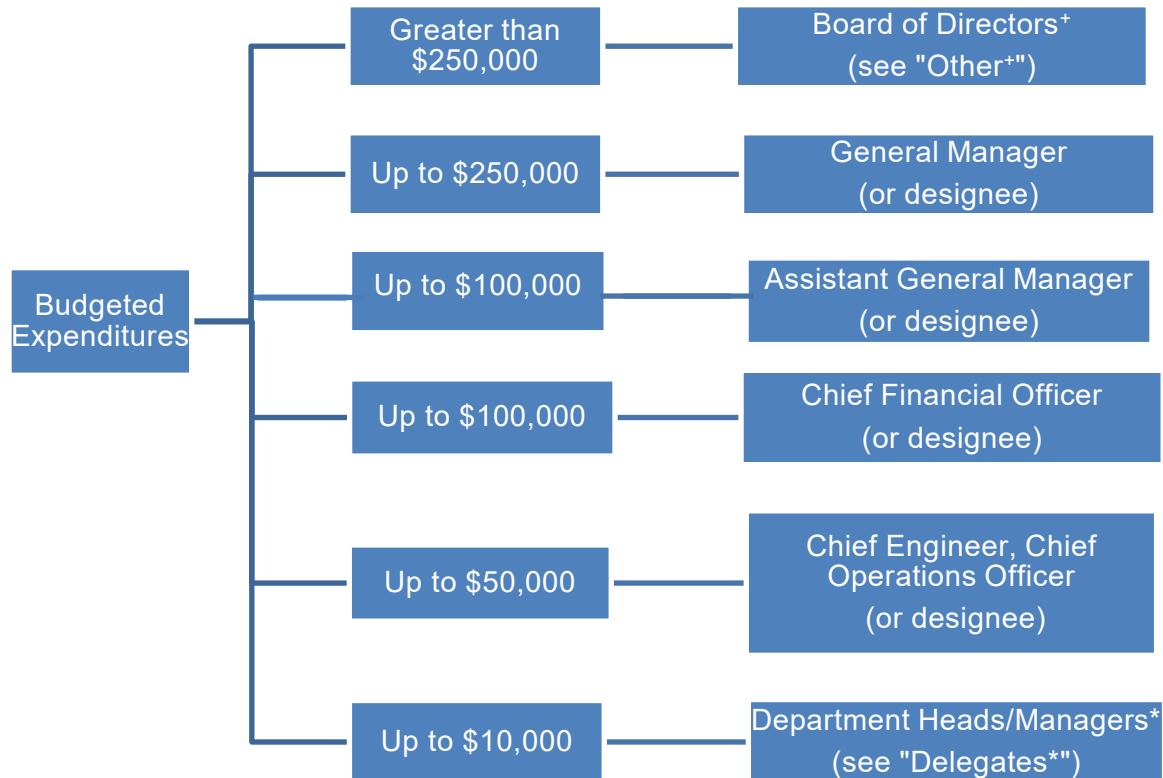 Greater than
$250,000
Board of Directors⁺
(see "Other⁺")
Up to $250,000
General Manager
(or designee)
Budgeted
Expenditures
Up to $100,000
Assistant General Manager
(or designee)
Up to $100,000
Chief Financial Officer
(or designee)
Up to $50,000
Chief Engineer, Chief
Operations Officer
(or designee)
Up to $10,000
Department Heads/Managers*
(see "Delegates*")